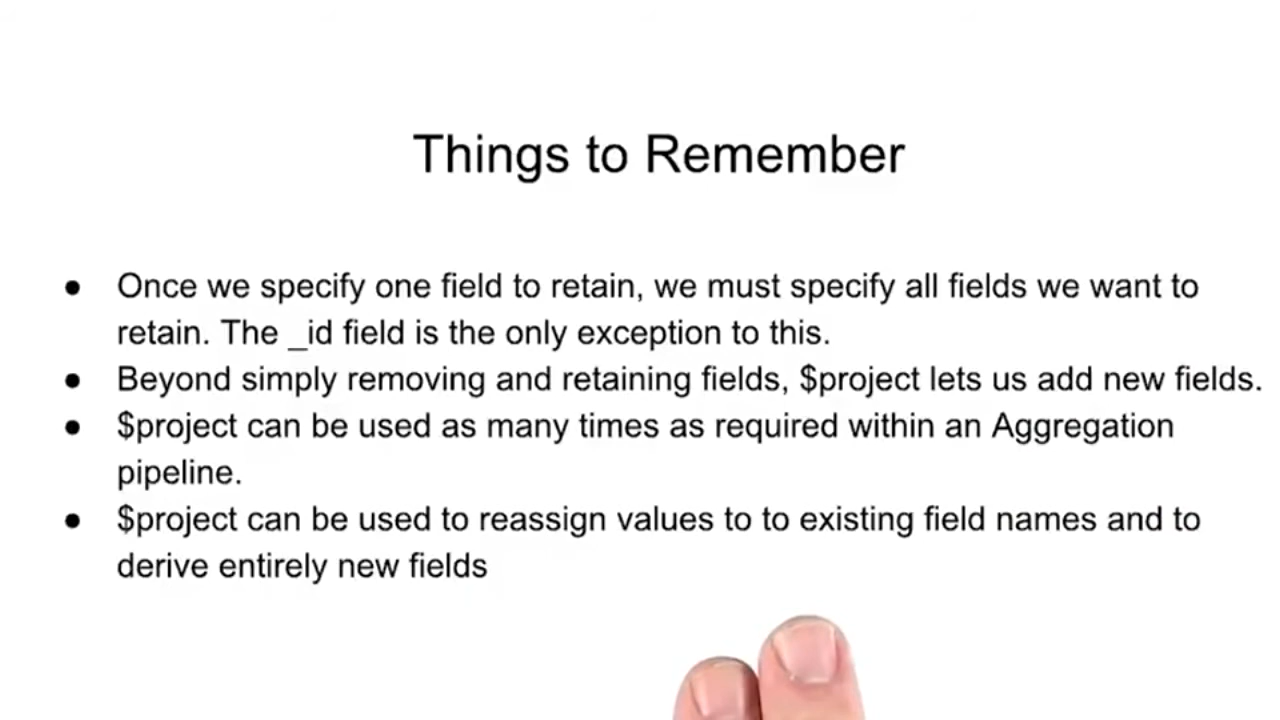 Things to Remember
● Once we specify one field to retain, we must specify all fields we want to
retain. The _id field is the only exception to this.
● Beyond simply removing and retaining fields, $project lets us add new fields.
● $project can be used as many times as required within an Aggregation
pipeline.
● $project can be used to reassign values to to existing field names and to
derive entirely new fields